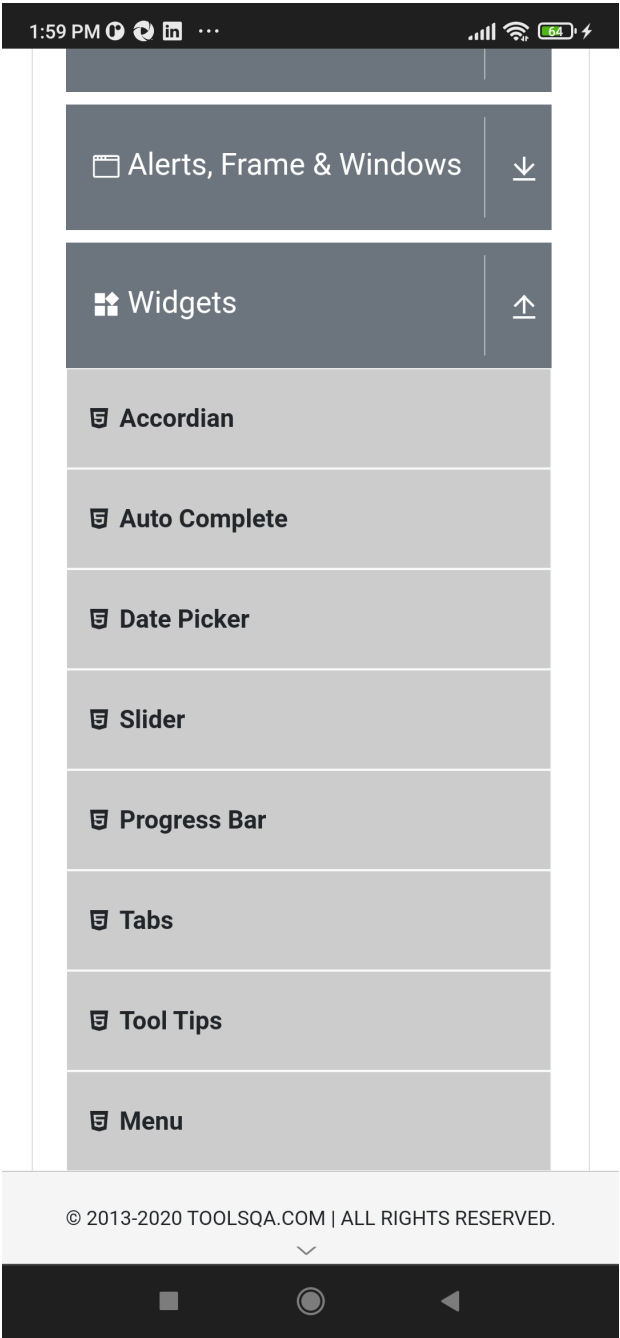 1:59 PM
64
Alerts, Frame & Windows
Widgets
Accordian
Auto Complete
Date Picker
Slider
Progress Bar
Tabs
Tool Tips
Menu
© 2013-2020 TOOLSQA.COM | ALL RIGHTS RESERVED.